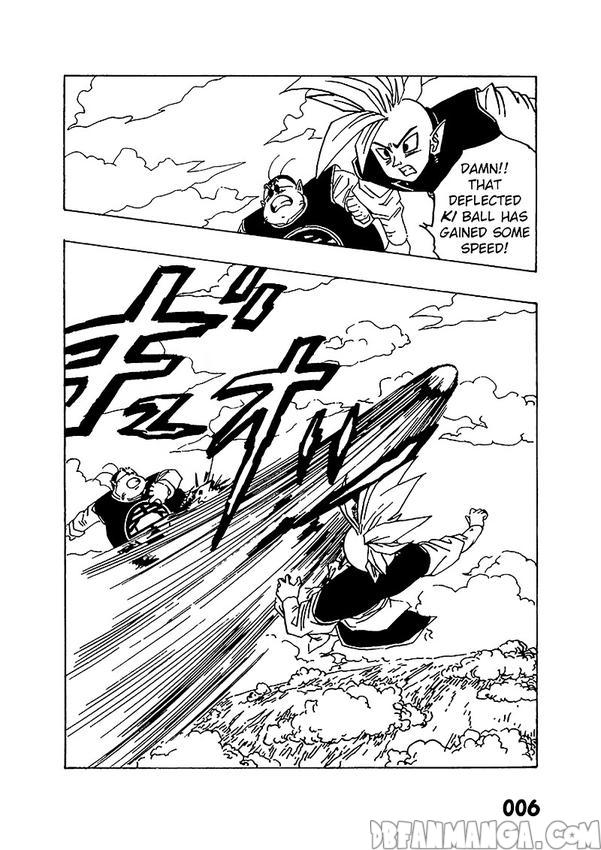 DAMN!!
THAT
DEFLECTED
KI BALL HAS
GAINED SOME
SPEED!
006
DBFANMANGA.COM